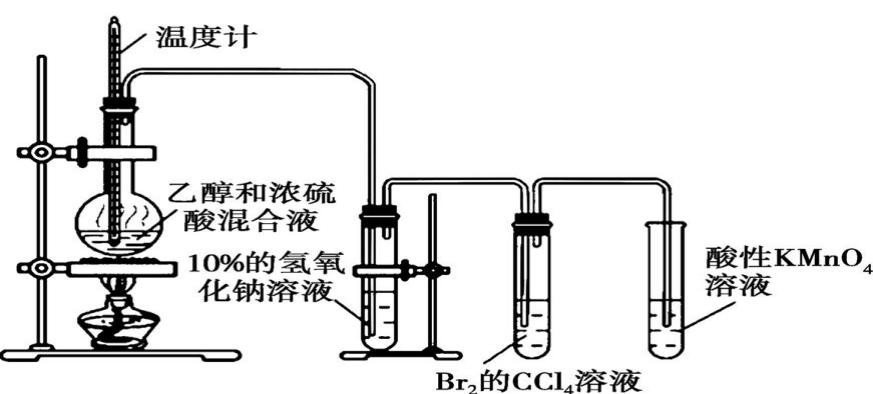 温度计
乙醇和浓硫
酸混合液
10%的氢氧
化钠溶液
酸性KMnO₄
溶液
Br₂的CCl₄溶液